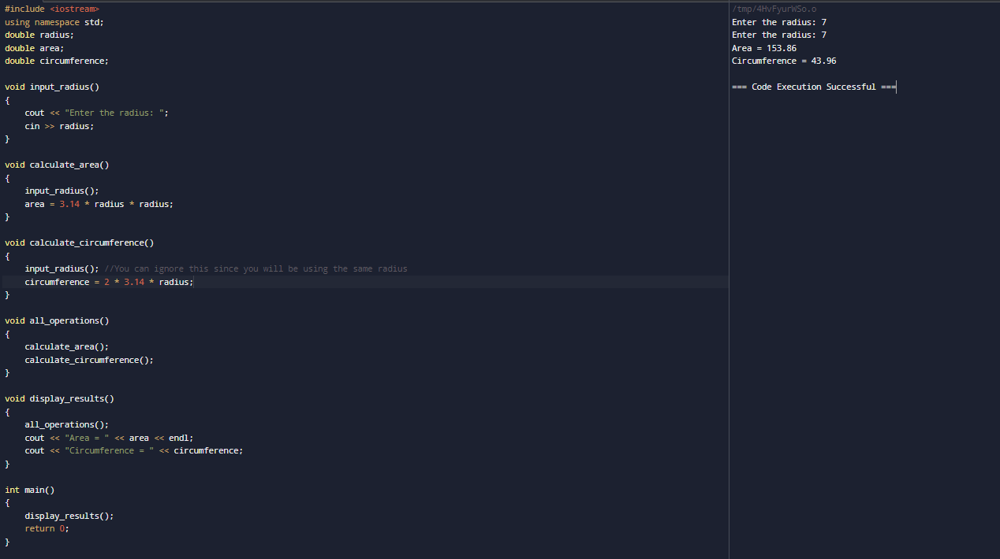 #include <iostream>
using namespace std;
double radius;
double area;
double circumference;
void input_radius()
{
    cout << "Enter the radius: ";
    cin >> radius;
}
void calculate_area()
{
    input_radius();
    area = 3.14 * radius * radius;
}
void calculate_circumference()
{
    input_radius(); //You can ignore this since you will be using the same radius
    circumference = 2 * 3.14 * radius;
}
void all_operations()
{
    calculate_area();
    calculate_circumference();
}
void display_results()
{
    all_operations();
    cout << "Area = " << area << endl;
    cout << "Circumference = " << circumference;
}
int main()
{
    display_results();
    return 0;
}
/tmp/4HvFyurWSo.o
Enter the radius: 7
Enter the radius: 7
Area = 153.86
Circumference = 43.96
=== Code Execution Successful ===